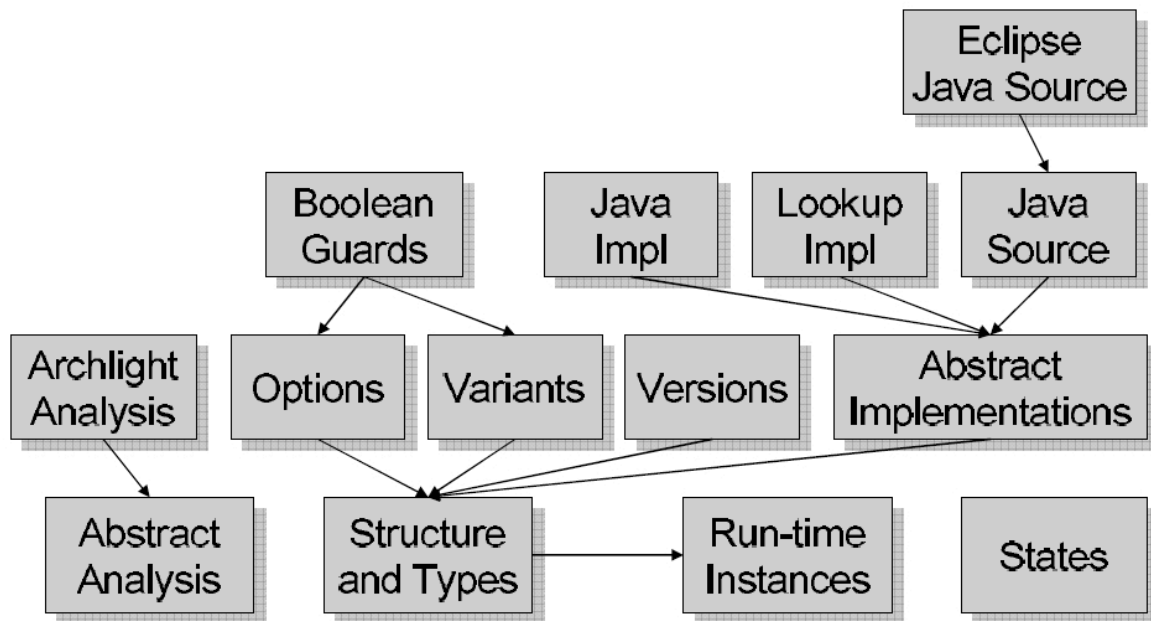 Eclipse
Java Source
Boolean
Guards
Java
Impl
Lookup
Impl
Java
Source
Archlight
Analysis
Options
Variants
Versions
Abstract
Implementations
Abstract
Analysis
Structure
and Types
Run-time
Instances
States